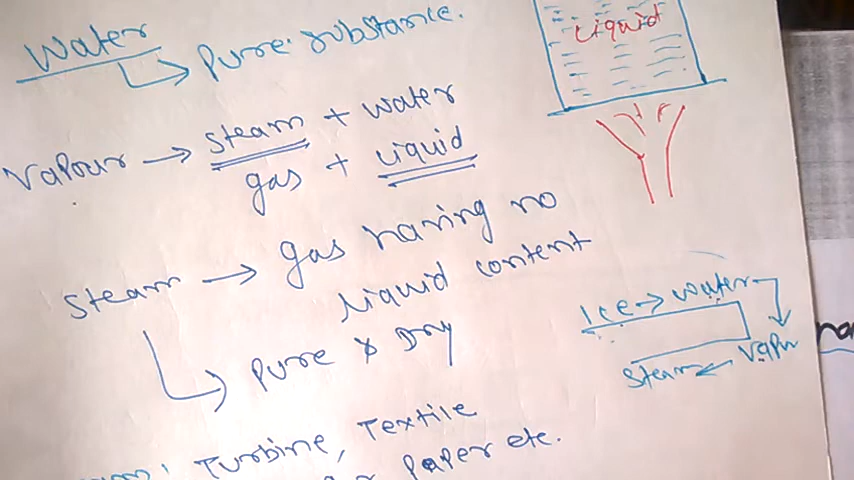 Water
→ Pure substance.
Liquid
Vapour → steam + water
gas + Liquid
Steam → gas having no
Liquid content
→ Pure & Dry
Ice → water
Vapur
Steam ←
Turbine, Textile
Paper etc.